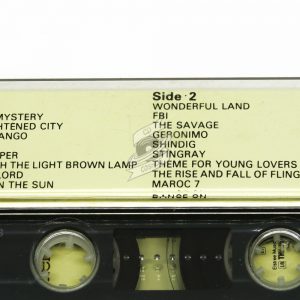 MYSTERY
HTENED CITY
ANGO
PER
H THE LIGHT BROWN LAMP
LORD
N THE SUN
Side 2
WONDERFUL LAND
FBI
THE SAVAGE
GERONIMO
SHINDIG
STINGRAY
THEME FOR YOUNG LOVERS
THE RISE AND FALL OF FLING
MAROC 7